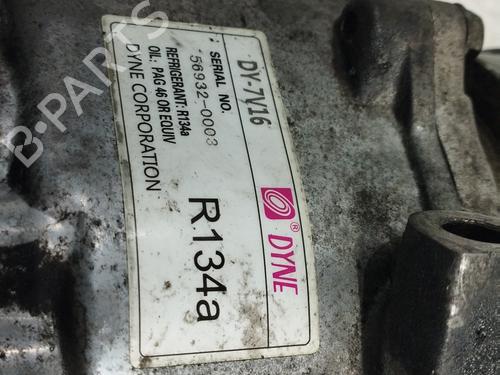 DYNE
DY-7V16
SERIAL NO.
56932-0003
REFRIGERANT: R134a
OIL: PAG 46 OR EQUIV
DYNE CORPORATION
R134a
B-PARTS